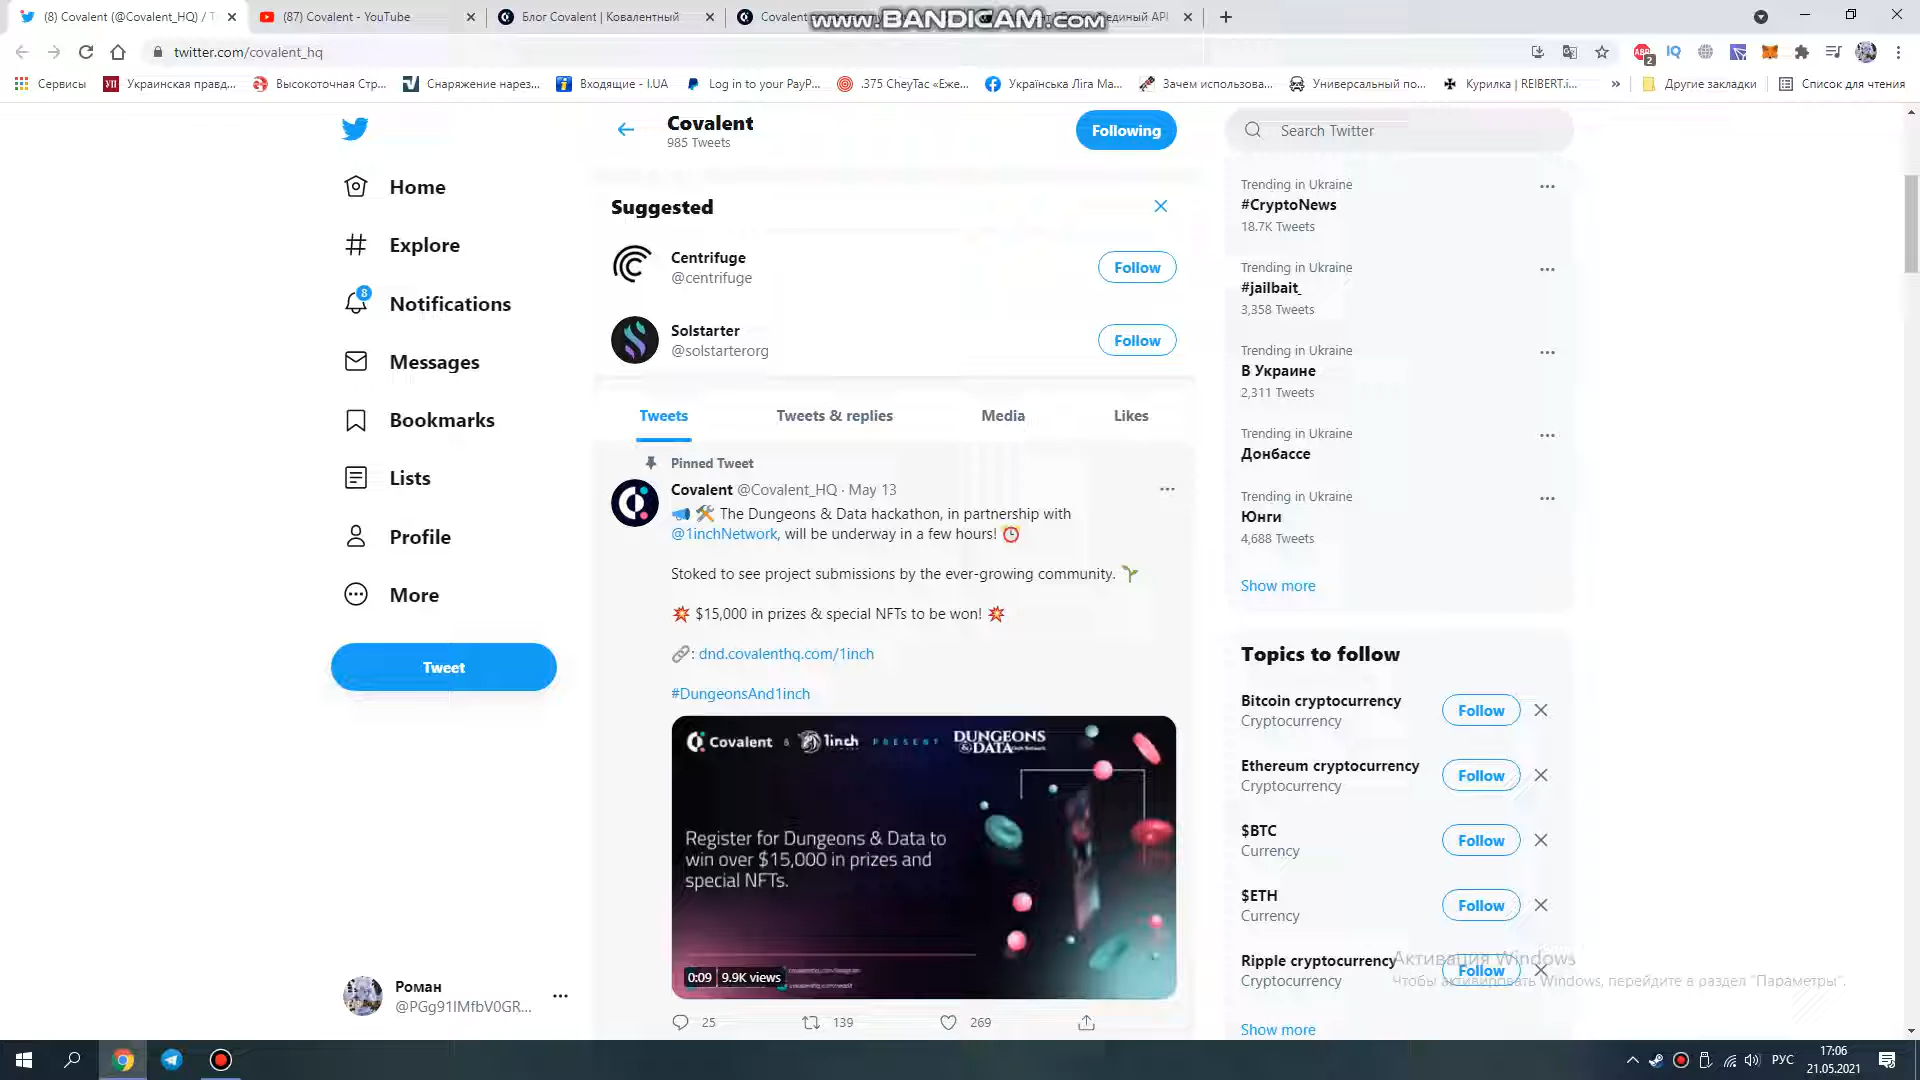 (8) Covalent (@Covalent_HQ) / T
(87) Covalent - YouTube
Блог Covalent | Ковалентный
Covalent
единый API
www.BANDICAM.com
twitter.com/covalent_hq
Сервисы
Украинская правд...
Высокоточная Стр...
Снаряжение нарез...
Входящие - I.UA
Log in to your PayP...
.375 CheyTac «Еже...
Українська Ліга Ма...
Зачем использова...
Универсальный по...
Курилка | REIBERT.i...
»
Другие закладки
Список для чтения
Covalent
985 Tweets
Following
Search Twitter
Home
Explore
8
Notifications
Messages
Bookmarks
Lists
Profile
More
Tweet
Роман
@PGg91IMfbV0GR...
Suggested
Centrifuge
@centrifuge
Follow
Solstarter
@solstarterorg
Follow
Tweets
Tweets & replies
Media
Likes
Pinned Tweet
Covalent @Covalent_HQ · May 13
The Dungeons & Data hackathon, in partnership with
@1inchNetwork, will be underway in a few hours!
Stoked to see project submissions by the ever-growing community.
$15,000 in prizes & special NFTs to be won!
: dnd.covalenthq.com/1inch
#DungeonsAnd1inch
Covalent & 1inch PRESENT DUNGEONS & DATA
Register for Dungeons & Data to
win over $15,000 in prizes and
special NFTs.
0:09 9.9K views
25
139
269
Trending in Ukraine
#CryptoNews
18.7K Tweets
Trending in Ukraine
#jailbait_
3,358 Tweets
Trending in Ukraine
В Украине
2,311 Tweets
Trending in Ukraine
Донбассе
Trending in Ukraine
Юнги
4,688 Tweets
Show more
Topics to follow
Bitcoin cryptocurrency
Cryptocurrency
Follow
Ethereum cryptocurrency
Cryptocurrency
Follow
$BTC
Currency
Follow
$ETH
Currency
Follow
Ripple cryptocurrency
Cryptocurrency
Follow
Show more
Активация Windows
Чтобы активировать Windows, перейдите в раздел "Параметры".
РУС
17:06
21.05.2021